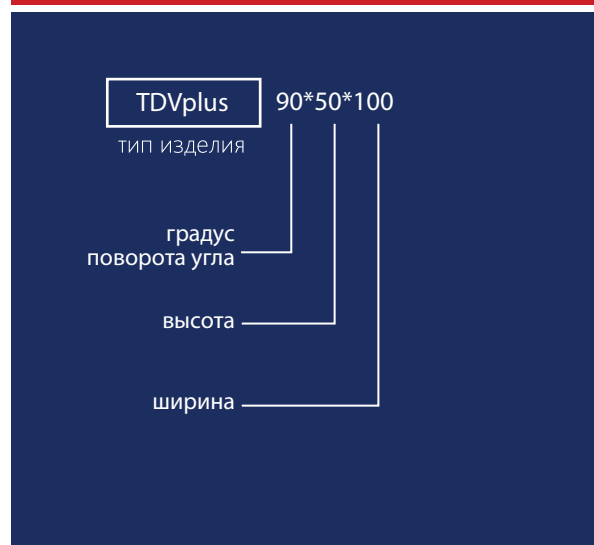 TDVplus 90*50*100
тип изделия
градус
поворота угла
высота
ширина